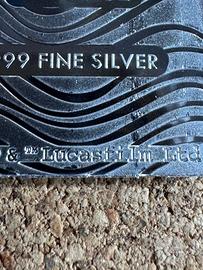 99 FINE SILVER
& ™ Lucasfilm Ltd